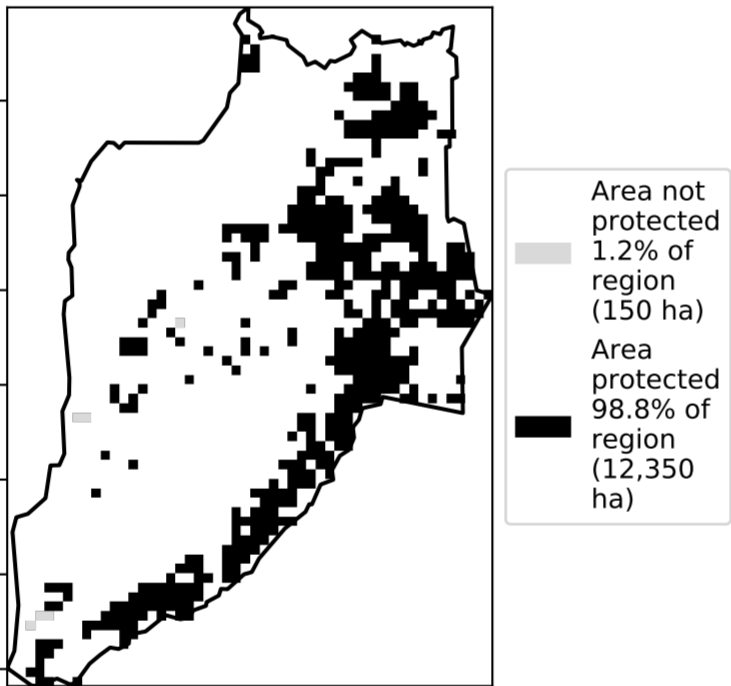 Area not
protected
1.2% of
region
(150 ha)
Area
protected
98.8% of
region
(12,350
ha)